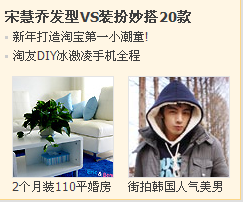 宋慧乔发型VS装扮妙搭20款
新年打造淘宝第一小潮童!
淘友DIY冰激凌手机全程
2个月装110平婚房
街拍韩国人气美男